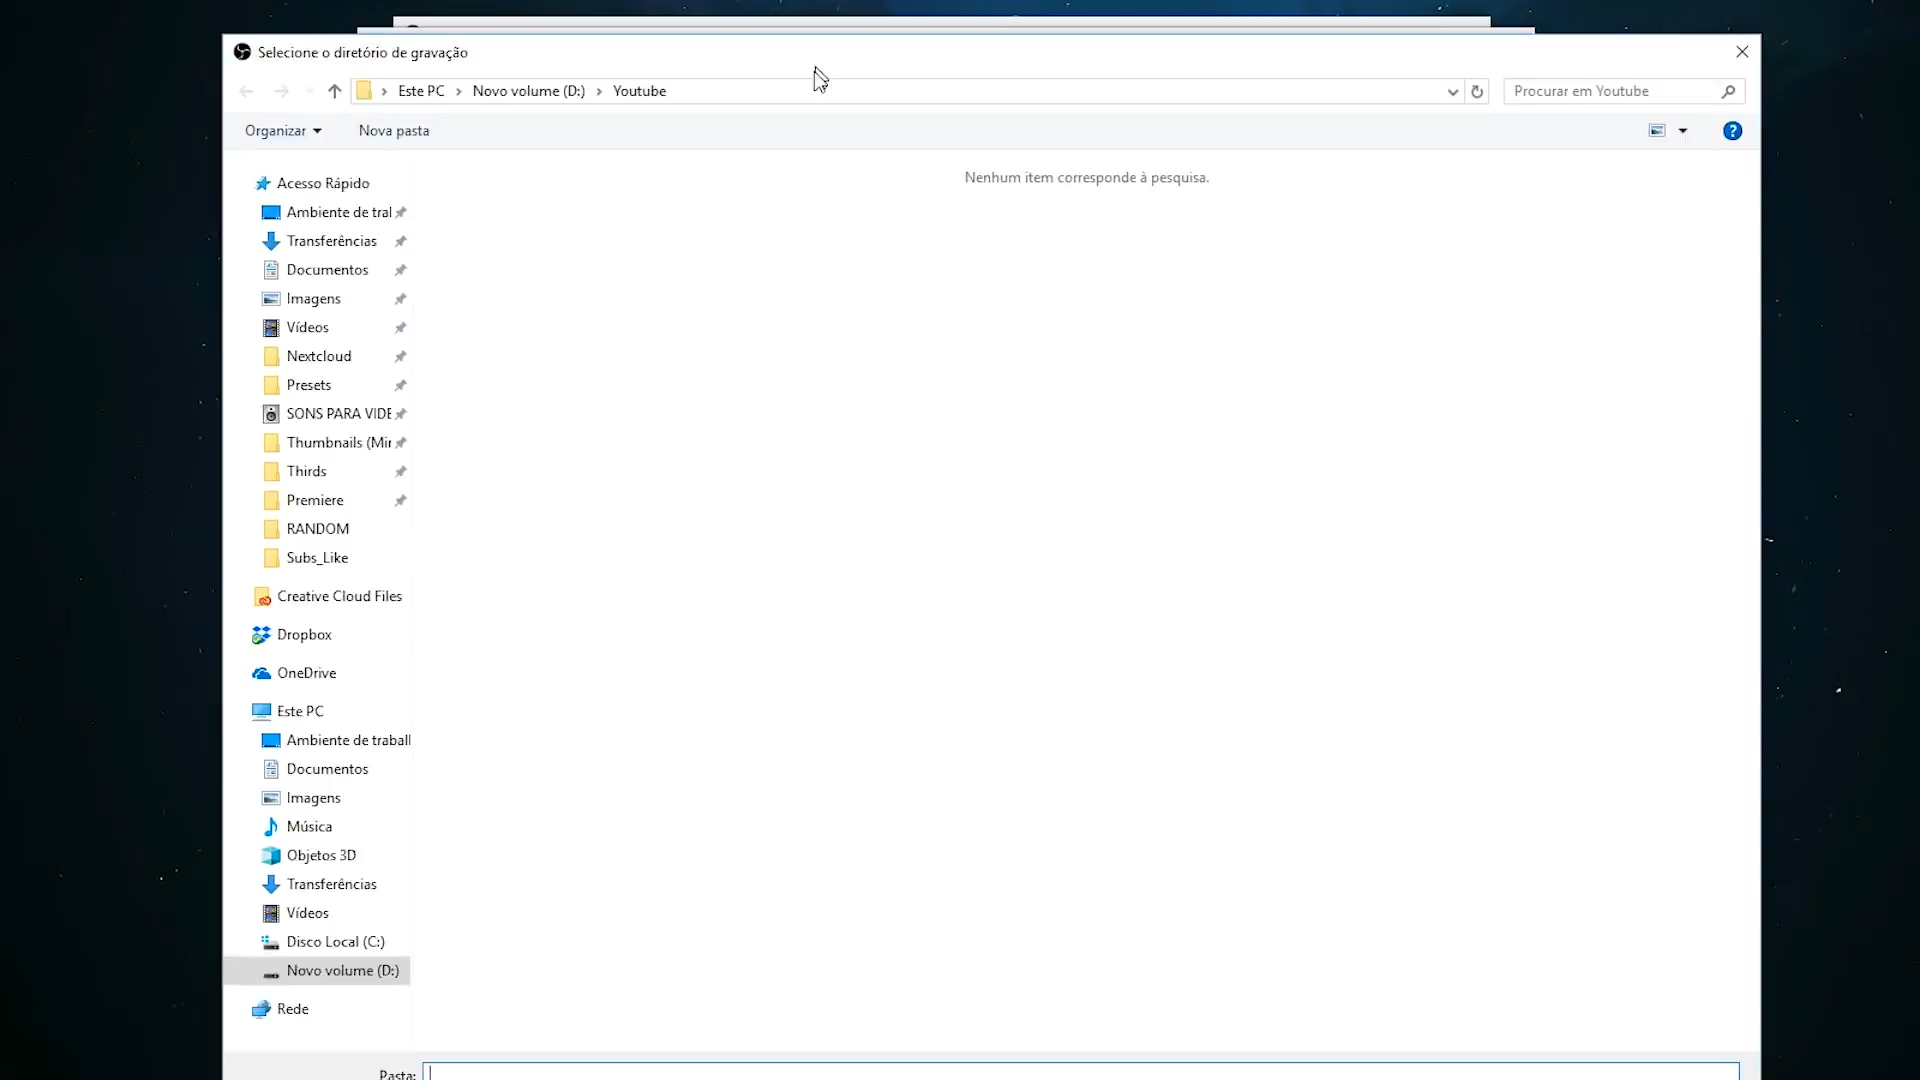 Selecione o diretório de gravação
Este PC > Novo volume (D:) > Youtube
Procurar em Youtube
Organizar
Nova pasta
?
Nenhum item corresponde à pesquisa.
Acesso Rápido
Ambiente de tral
Transferências
Documentos
Imagens
Vídeos
Nextcloud
Presets
SONS PARA VIDE
Thumbnails (Mir
Thirds
Premiere
RANDOM
Subs_Like
Creative Cloud Files
Dropbox
OneDrive
Este PC
Ambiente de traball
Documentos
Imagens
Música
Objetos 3D
Transferências
Vídeos
Disco Local (C:)
Novo volume (D:)
Rede
Pasta: